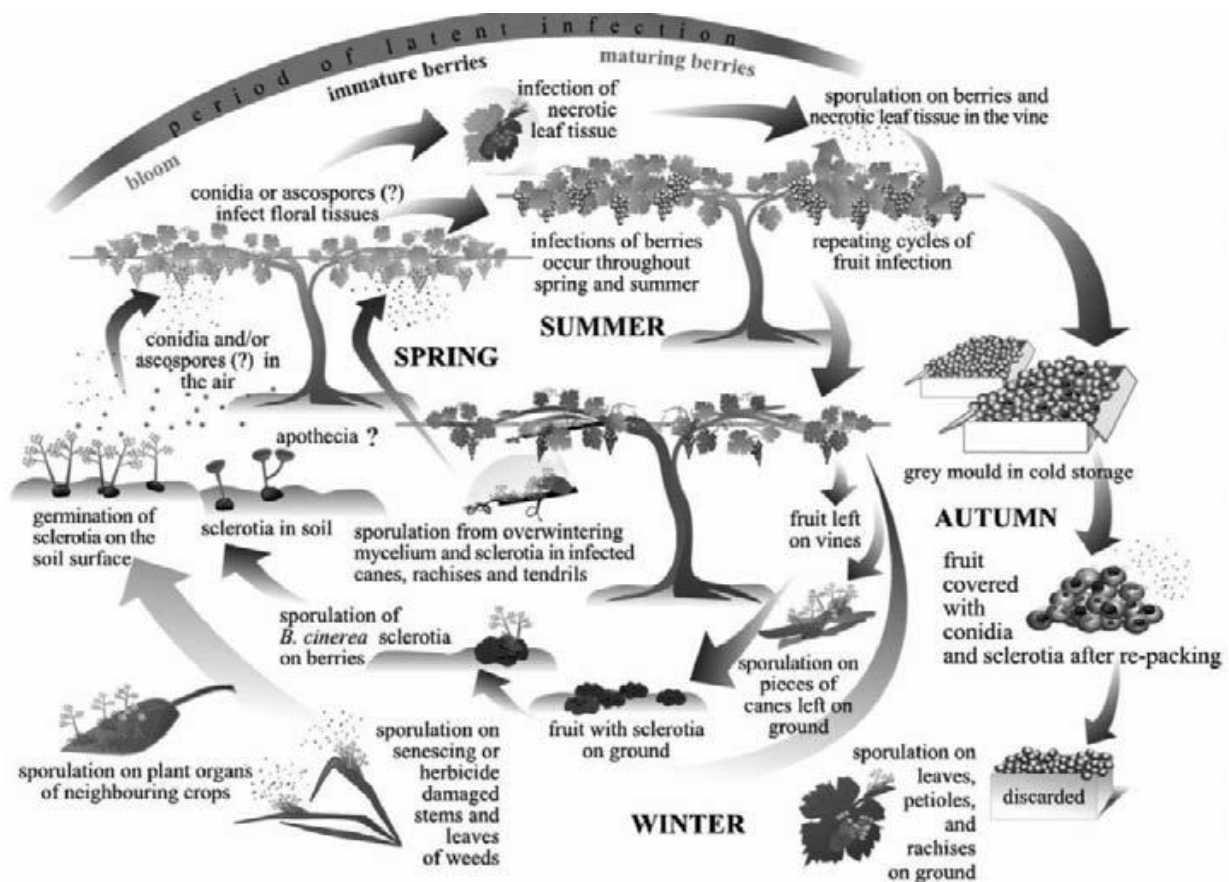 period of latent infection
bloom
immature berries
maturing berries
infection of
necrotic
leaf tissue
sporulation on berries and
necrotic leaf tissue in the vine
conidia or ascospores (?)
infect floral tissues
infections of berries
occur throughout
spring and summer
repeating cycles of
fruit infection
SUMMER
SPRING
conidia and/or
ascospores (?) in
the air
apothecia ?
grey mould in cold storage
germination of
sclerotia on the
soil surface
sclerotia in soil
sporulation from overwintering
mycelium and sclerotia in infected
canes, rachises and tendrils
fruit left
on vines
AUTUMN
fruit
covered
with
conidia
and sclerotia after re-packing
sporulation of
B. cinerea sclerotia
on berries
sporulation on
pieces of
canes left on
ground
fruit with sclerotia
on ground
sporulation on plant organs
of neighbouring crops
sporulation on
senescing or
herbicide
damaged
stems and
leaves
of weeds
WINTER
sporulation on
leaves,
petioles,
and
rachises
on ground
discarded